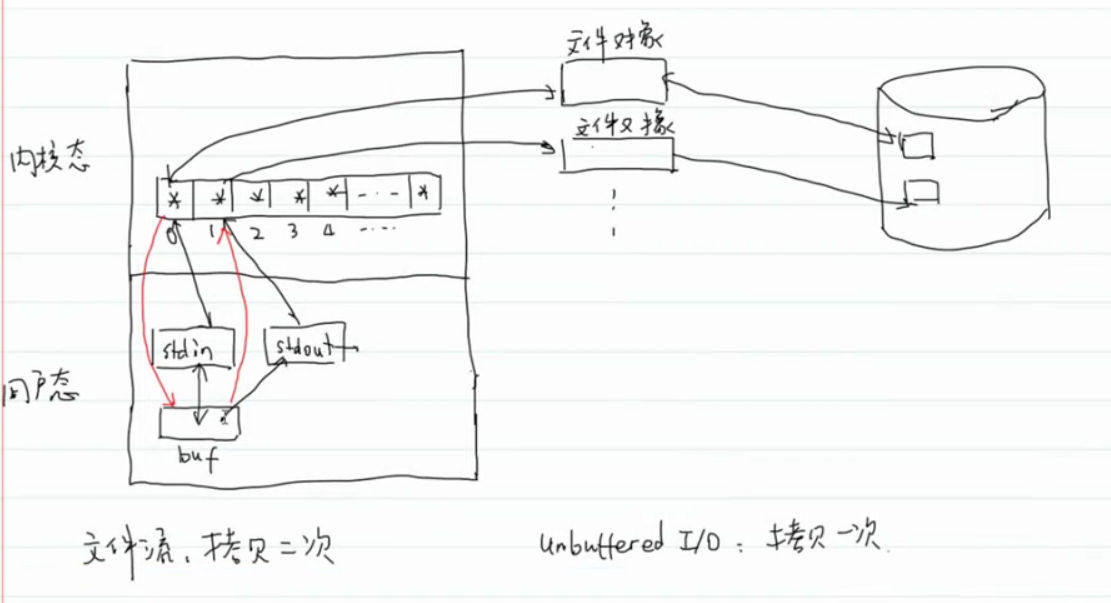 文件对象
文件对象
内核态
* * * * * - - - *
0 1 2 3 4 .....
stdin stdout
用户态
buf
文件流：拷贝二次
Unbuffered I/O： 拷贝一次.